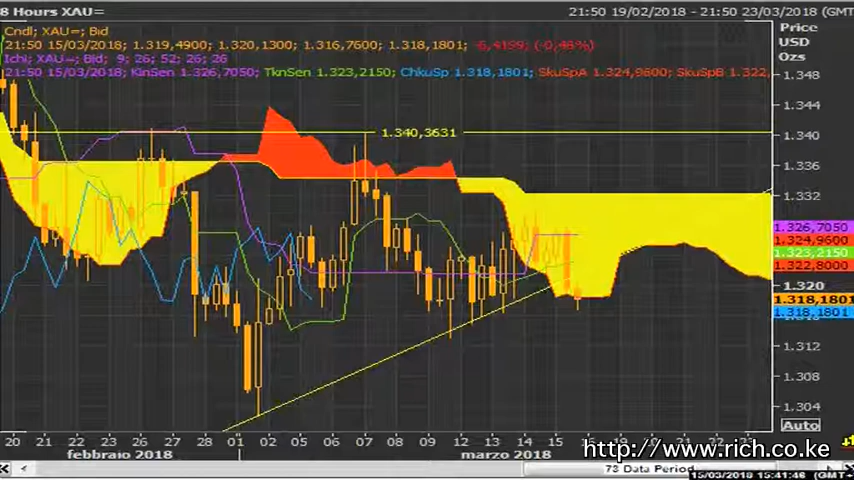 8 Hours XAU=
21:50 19/02/2018 - 21:50 23/03/2018 (GMT+
Cndl; XAU=; Bid
21:50 15/03/2018; 1.319,4900; 1.320,1300; 1.316,7600; 1.318,1801;
Ichi; XAU=; Bid; 9; 26; 52; 26; 26
21:50 15/03/2018; KinSen 1.326,7050; TknSen 1.323,2150; ChkuSp 1.318,1801; SkuSpA 1.324,9600; SkuSpB 1.322,
Price
USD
Ozs
1.348
1.344
1.340,3631
1.340
1.336
1.332
1.326,7050
1.324,9600
1.323,2150
1.322,8000
1.320
1.318,1801
1.318,1801
1.312
1.308
1.304
Auto
20 21 22 23 26 27 28 01 02 05 06 07 08 09 12 13 14 15 16 19 20 21 22 23
febbraio 2018 marzo 2018
http://www.rich.co.ke
73 Data Period
15/03/2018 15:41:46 (GMT+